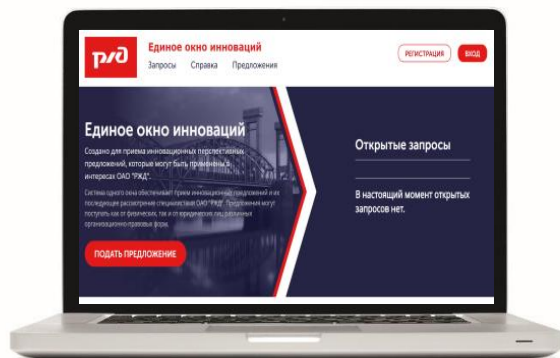 ржд
Единое окно инноваций
Запросы Справка Предложения
РЕГИСТРАЦИЯ
ВХОД
Единое окно инноваций
Создано для приема инновационных перспективных
предложений, которые могут быть применены в
интересах ОАО "РЖД".
Система одного окна обеспечивает прием инновационных предложений и их
последующее рассмотрение специалистами ОАО "РЖД". Предложения могут
поступать как от физических, так и от юридических лиц различных
организационно-правовых форм.
ПОДАТЬ ПРЕДЛОЖЕНИЕ
Открытые запросы
В настоящий момент открытых
запросов нет.